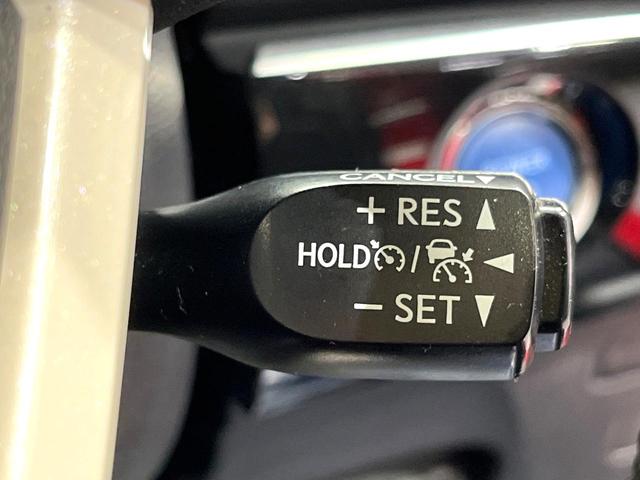 CANCEL▼
+ RES ▲
HOLD / ◀
− SET ▼